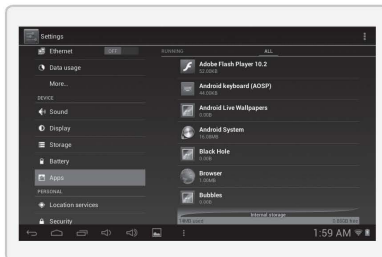 Settings
Ethernet OFF
Data usage
More...
DEVICE
Sound
Display
Storage
Battery
Apps
PERSONAL
Location services
Security
RUNNING ALL
Adobe Flash Player 10.2
52.00KB
Android keyboard (AOSP)
44.00KB
Android Live Wallpapers
0.00B
Android System
16.00MB
Black Hole
0.00B
Browser
1.00MB
Bubbles
0.00B
Internal storage
used free
1:59 AM